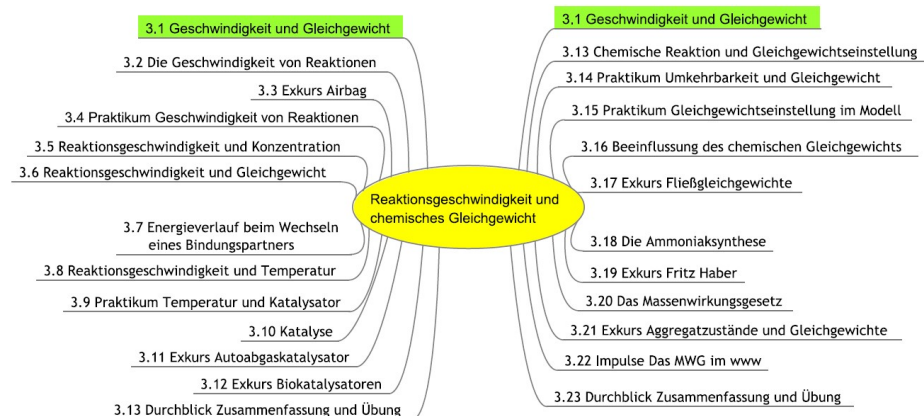 3.1 Geschwindigkeit und Gleichgewicht
3.2 Die Geschwindigkeit von Reaktionen
3.3 Exkurs Airbag
3.4 Praktikum Geschwindigkeit von Reaktionen
3.5 Reaktionsgeschwindigkeit und Konzentration
3.6 Reaktionsgeschwindigkeit und Gleichgewicht
3.7 Energieverlauf beim Wechseln
eines Bindungspartners
3.8 Reaktionsgeschwindigkeit und Temperatur
3.9 Praktikum Temperatur und Katalysator
3.10 Katalyse
3.11 Exkurs Autoabgaskatalysator
3.12 Exkurs Biokatalysatoren
3.13 Durchblick Zusammenfassung und Übung
Reaktionsgeschwindigkeit und
chemisches Gleichgewicht
3.1 Geschwindigkeit und Gleichgewicht
3.13 Chemische Reaktion und Gleichgewichtseinstellung
3.14 Praktikum Umkehrbarkeit und Gleichgewicht
3.15 Praktikum Gleichgewichtseinstellung im Modell
3.16 Beeinflussung des chemischen Gleichgewichts
3.17 Exkurs Fließgleichgewichte
3.18 Die Ammoniaksynthese
3.19 Exkurs Fritz Haber
3.20 Das Massenwirkungsgesetz
3.21 Exkurs Aggregatzustände und Gleichgewichte
3.22 Impulse Das MWG im www
3.23 Durchblick Zusammenfassung und Übung